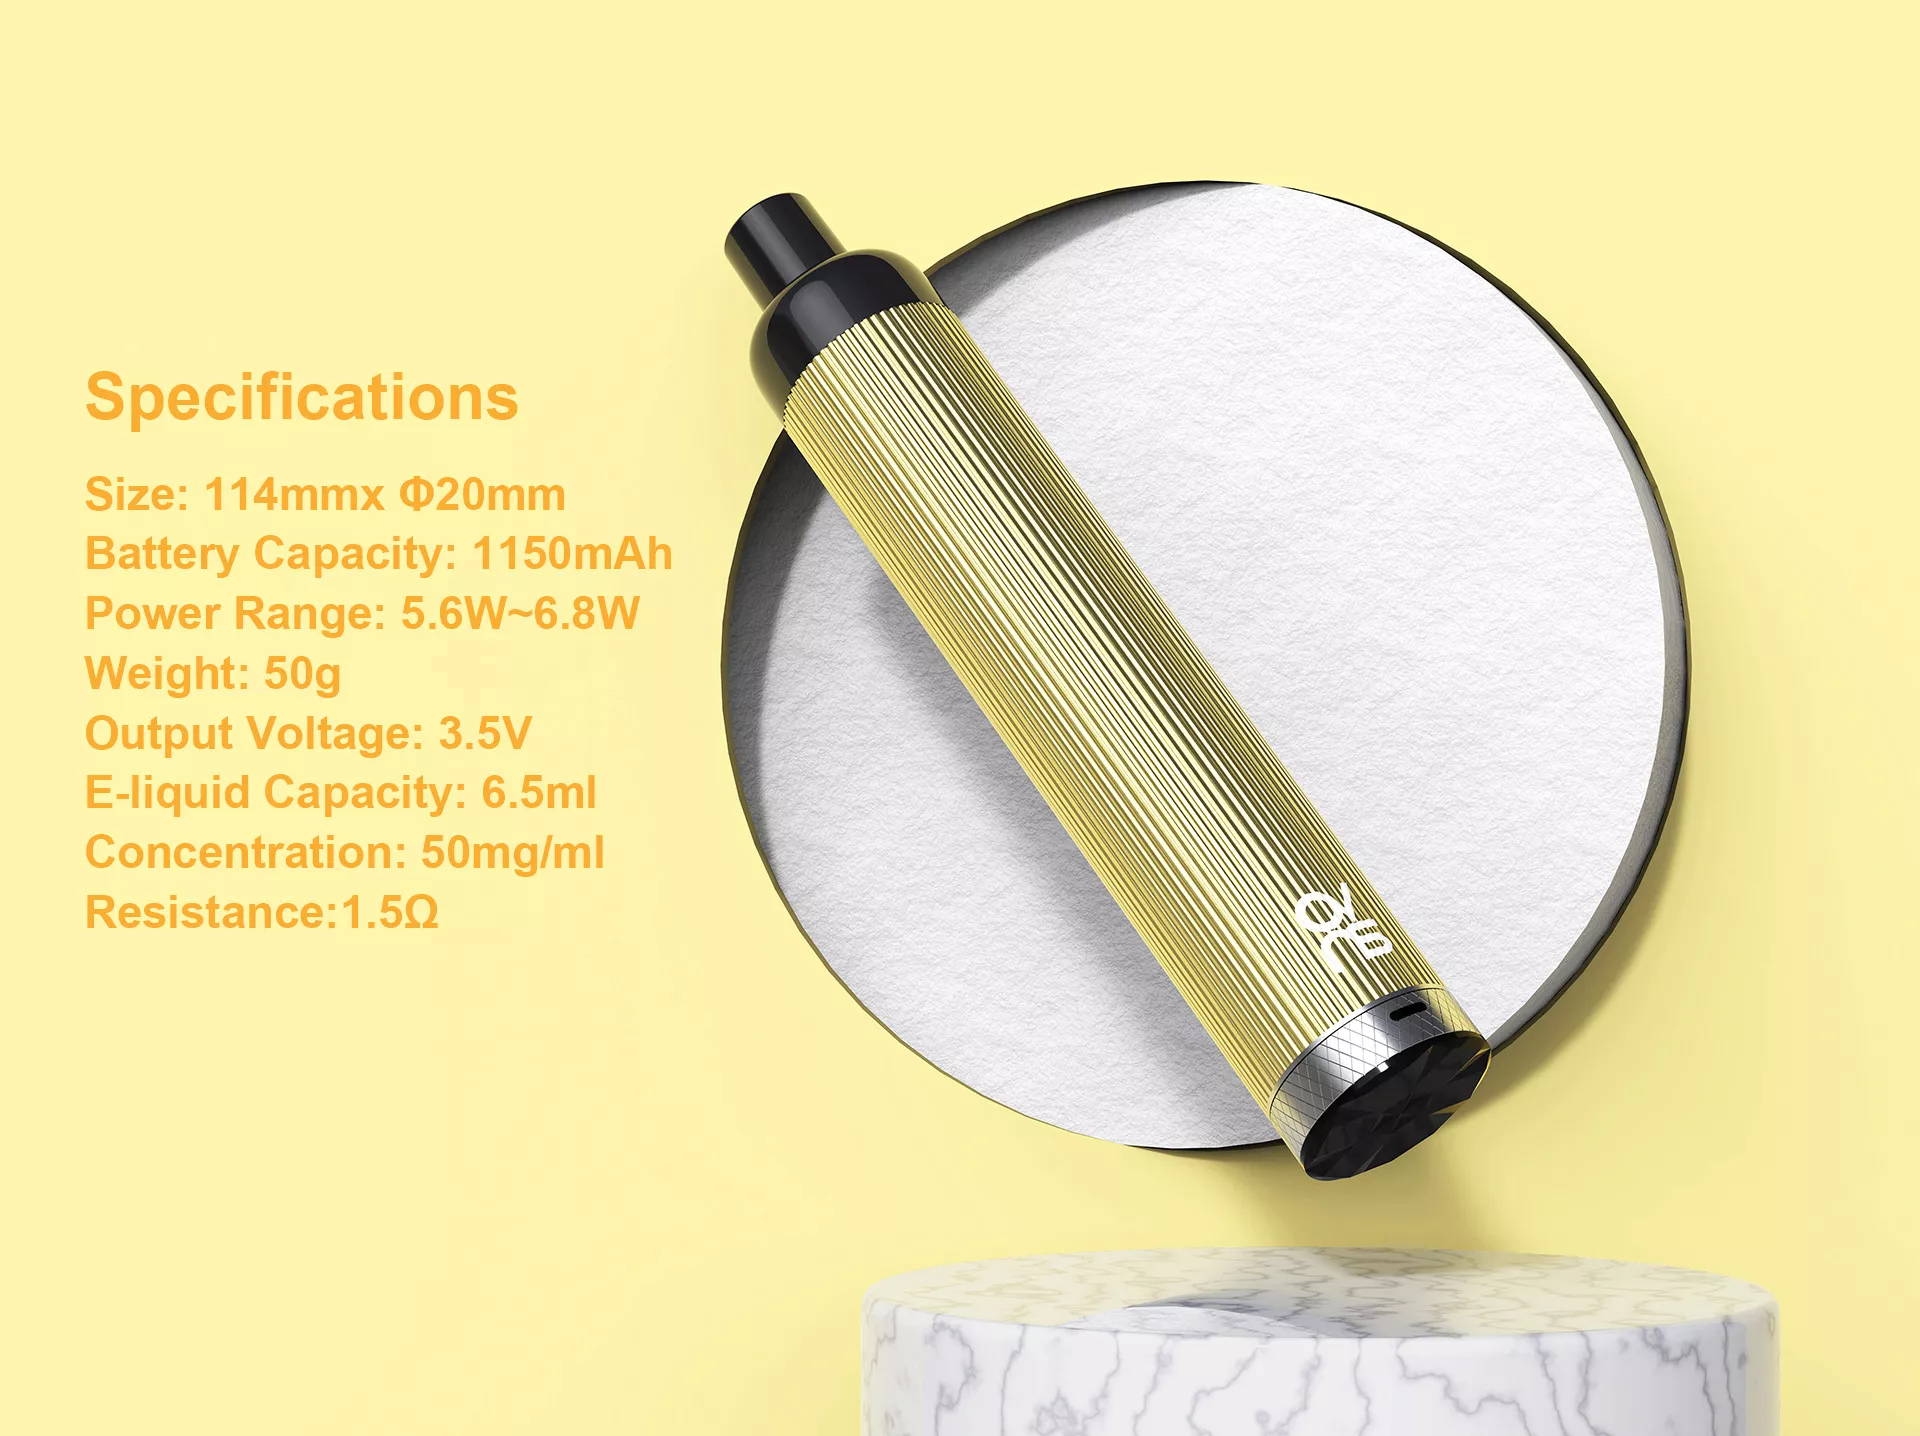 Specifications
Size: 114mmx Φ20mm
Battery Capacity: 1150mAh
Power Range: 5.6W~6.8W
Weight: 50g
Output Voltage: 3.5V
E-liquid Capacity: 6.5ml
Concentration: 50mg/ml
Resistance:1.5Ω